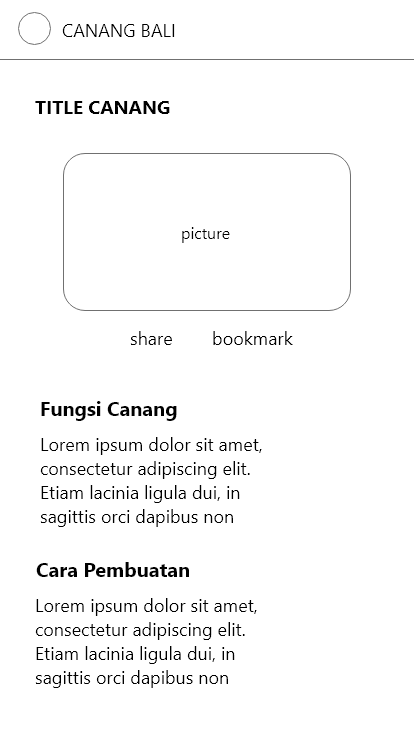 CANANG BALI
TITLE CANANG
picture
share bookmark
Fungsi Canang
Lorem ipsum dolor sit amet,
consectetur adipiscing elit.
Etiam lacinia ligula dui, in
sagittis orci dapibus non
Cara Pembuatan
Lorem ipsum dolor sit amet,
consectetur adipiscing elit.
Etiam lacinia ligula dui, in
sagittis orci dapibus non